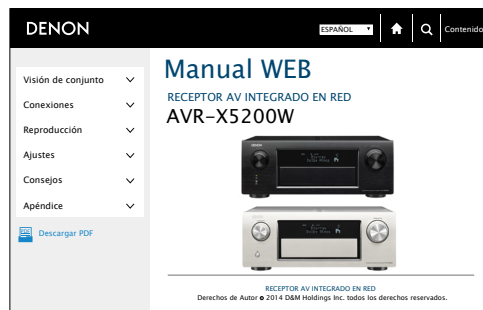 DENON
ESPAÑOL
Contenido
Visión de conjunto
Conexiones
Reproducción
Ajustes
Consejos
Apéndice
Descargar PDF
Manual WEB
RECEPTOR AV INTEGRADO EN RED
AVR-X5200W
RECEPTOR AV INTEGRADO EN RED
Derechos de Autor © 2014 D&M Holdings Inc. todos los derechos reservados.